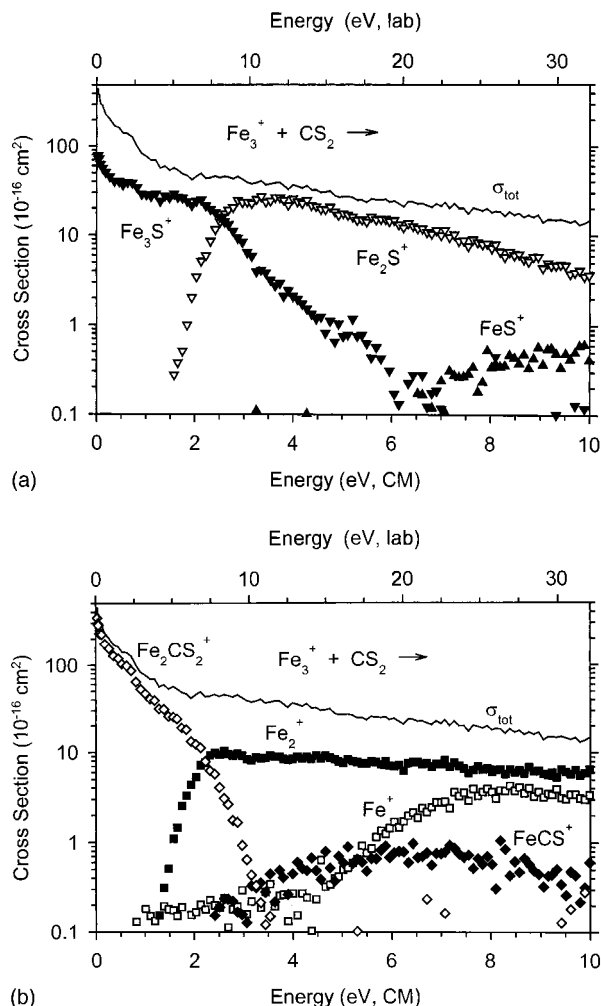 Energy (eV, lab)
0 10 20 30
Fe₃⁺ + CS₂ →
σtot
Fe₃S⁺
Fe₂S⁺
FeS⁺
Cross Section (10⁻¹⁶ cm²)
100
10
1
0.1
0 2 4 6 8 10
(a)
Energy (eV, CM)
Energy (eV, lab)
0 10 20 30
Fe₂CS₂⁺
Fe₃⁺ + CS₂ →
σtot
Fe₂⁺
Fe⁺
FeCS⁺
Cross Section (10⁻¹⁶ cm²)
100
10
1
0.1
0 2 4 6 8 10
(b)
Energy (eV, CM)